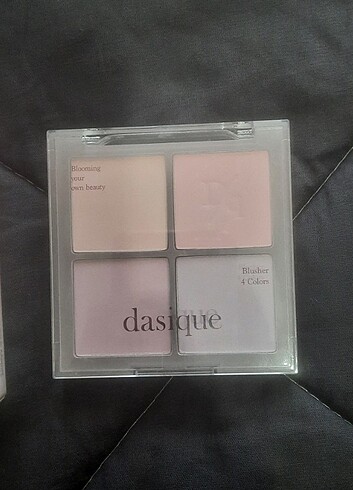 Blooming
your
own beauty
Blusher
4 Colors
dasique